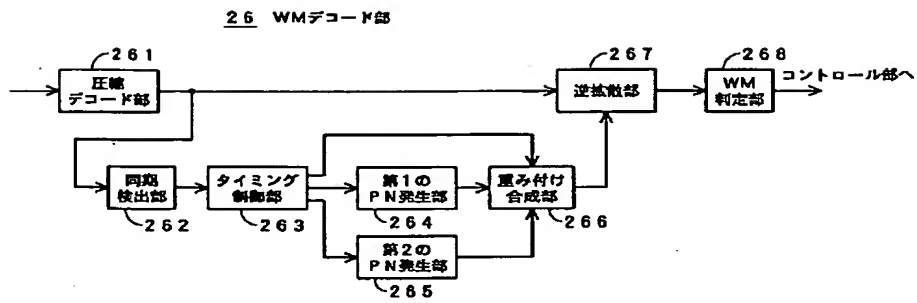 26 WMデコード部
261
圧縮
デコード部
267
逆拡散部
268
WM
判定部
コントロール部へ
同期
検出部
262
タイミング
制御部
263
第1の
PN発生部
264
重み付け
合成部
266
第2の
PN発生部
265